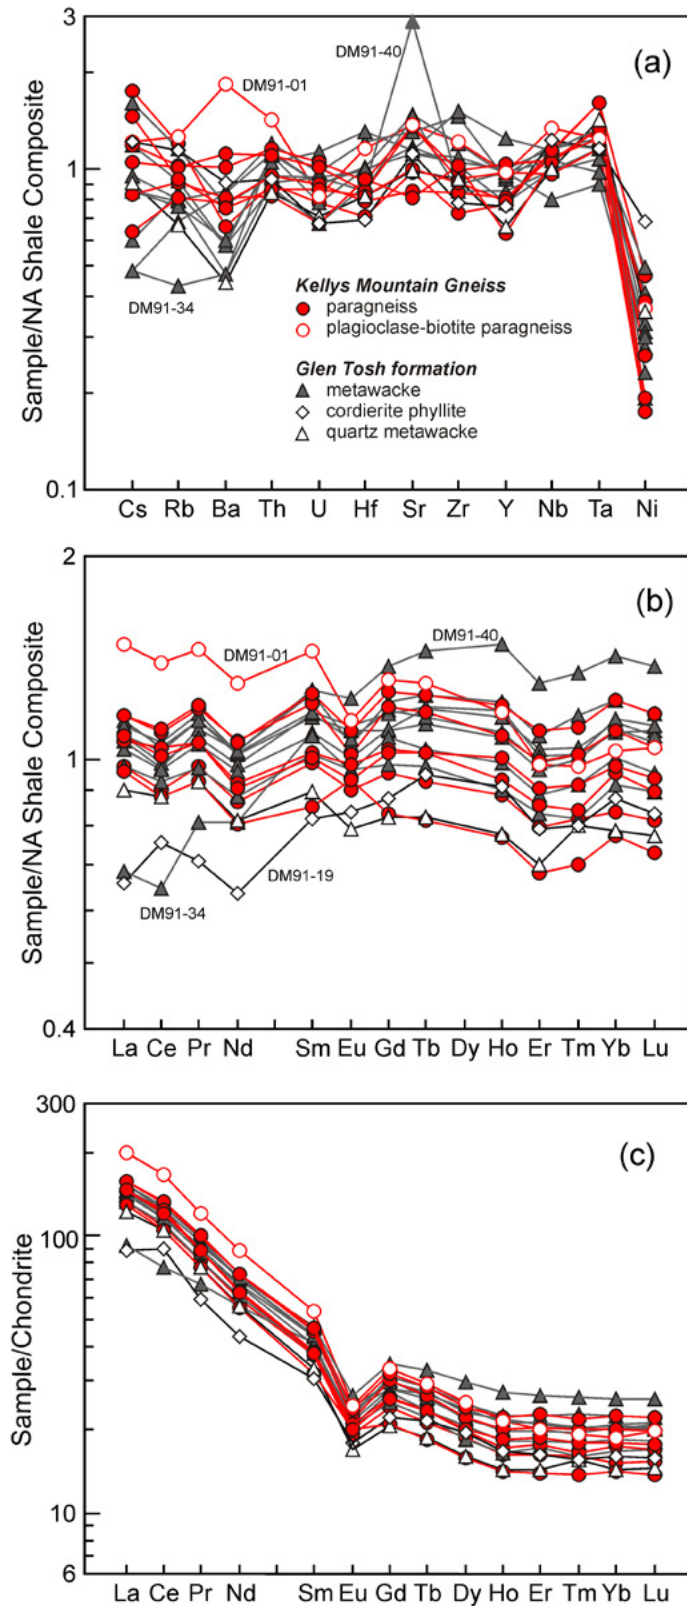 3
DM91-40
(a)
DM91-01
1
Sample/NA Shale Composite
Kellys Mountain Gneiss
paragneiss
plagioclase-biotite paragneiss
DM91-34
Glen Tosh formation
metawacke
cordierite phyllite
quartz metawacke
0.1
Cs Rb Ba Th U Hf Sr Zr Y Nb Ta Ni
2
(b)
DM91-40
DM91-01
1
Sample/NA Shale Composite
DM91-19
DM91-34
0.4
La Ce Pr Nd Sm Eu Gd Tb Dy Ho Er Tm Yb Lu
300
(c)
100
Sample/Chondrite
10
6
La Ce Pr Nd Sm Eu Gd Tb Dy Ho Er Tm Yb Lu